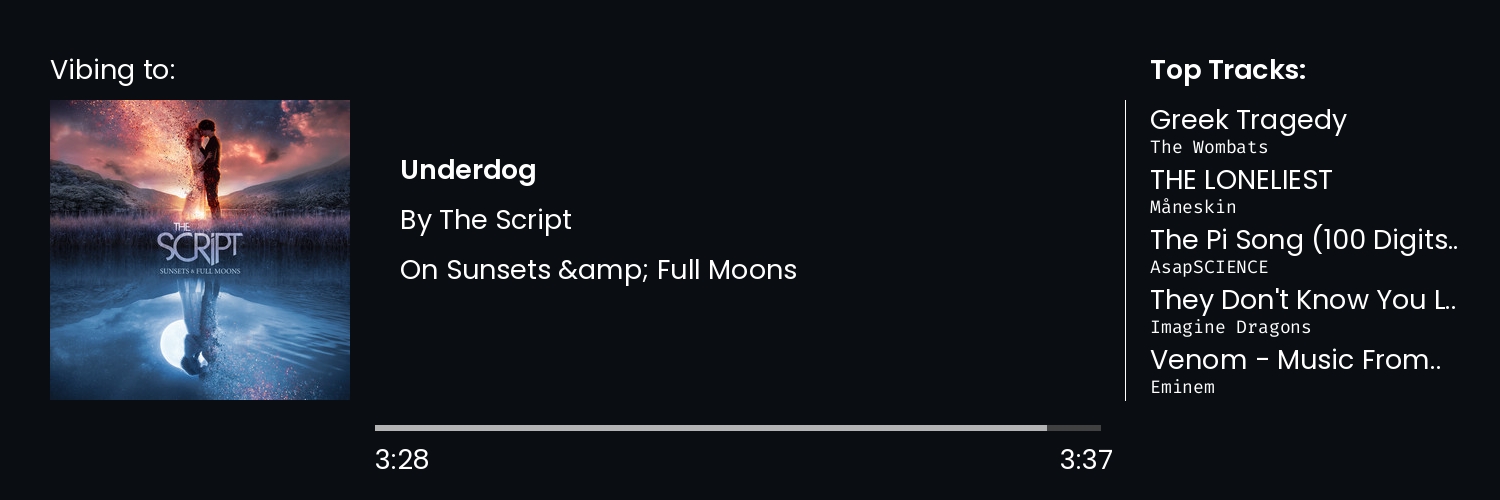 Vibing to:
THE
SCRIPT
SUNSETS & FULL MOONS
Underdog
By The Script
On Sunsets &amp; Full Moons
3:28
3:37
Top Tracks:
Greek Tragedy
The Wombats
THE LONELIEST
Måneskin
The Pi Song (100 Digits..
AsapSCIENCE
They Don't Know You L..
Imagine Dragons
Venom - Music From..
Eminem